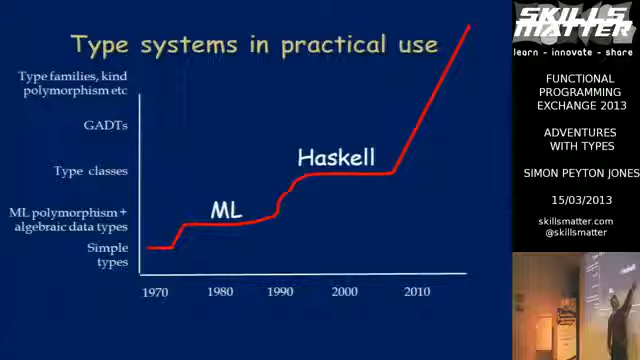 Type systems in practical use
Type families, kind
polymorphism etc
GADTs
Type classes
ML polymorphism +
algebraic data types
Simple
types
Haskell
ML
1970 1980 1990 2000 2010
SKILLS
MATTER
learn - innovate - share
FUNCTIONAL
PROGRAMMING
EXCHANGE 2013
ADVENTURES
WITH TYPES
SIMON PEYTON JONES
15/03/2013
skillsmatter.com
@skillsmatter